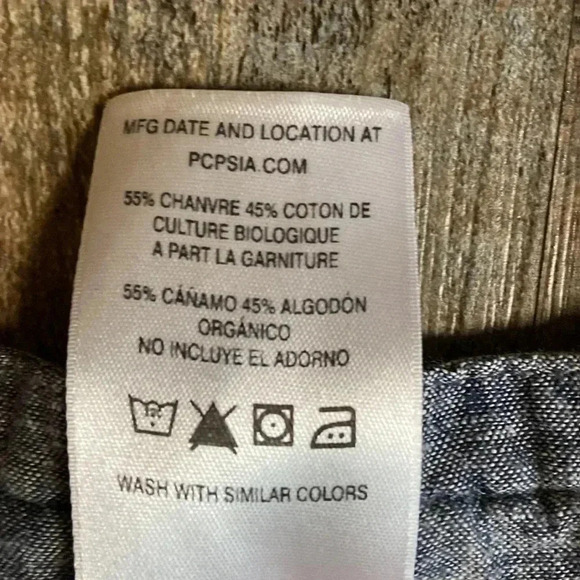 MFG DATE AND LOCATION AT
PCPSIA.COM
55% CHANVRE 45% COTON DE
CULTURE BIOLOGIQUE
A PART LA GARNITURE
55% CÁÑAMO 45% ALGODÓN
ORGÁNICO
NO INCLUYE EL ADORNO
WASH WITH SIMILAR COLORS